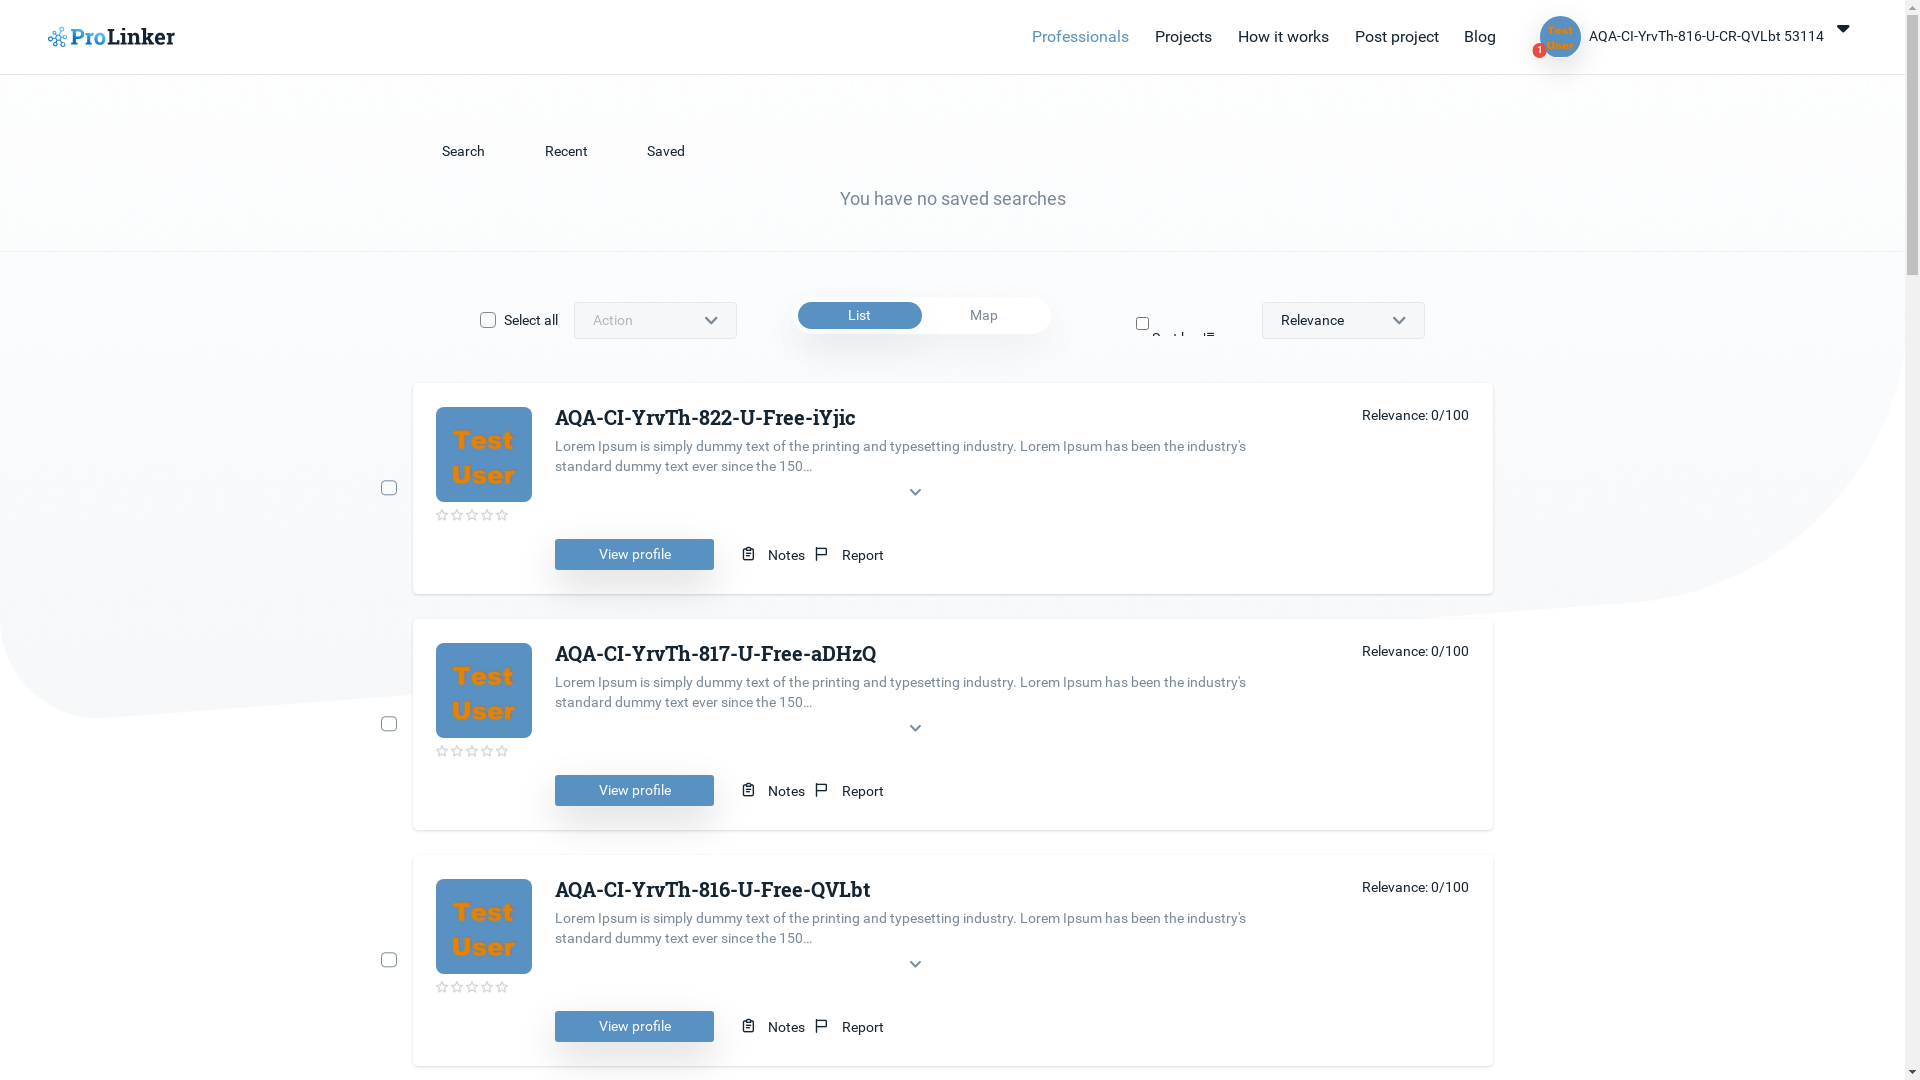 ProLinker
Professionals Projects How it works Post project Blog
Test User
1
AQA-CI-YrvTh-816-U-CR-QVLbt 53114
Search Recent Saved
You have no saved searches
Select all Action List Map Relevance
Test User
AQA-CI-YrvTh-822-U-Free-iYjic
Relevance: 0/100
Lorem Ipsum is simply dummy text of the printing and typesetting industry. Lorem Ipsum has been the industry's
standard dummy text ever since the 150...
View profile Notes Report
Test User
AQA-CI-YrvTh-817-U-Free-aDHzQ
Relevance: 0/100
Lorem Ipsum is simply dummy text of the printing and typesetting industry. Lorem Ipsum has been the industry's
standard dummy text ever since the 150...
View profile Notes Report
Test User
AQA-CI-YrvTh-816-U-Free-QVLbt
Relevance: 0/100
Lorem Ipsum is simply dummy text of the printing and typesetting industry. Lorem Ipsum has been the industry's
standard dummy text ever since the 150...
View profile Notes Report